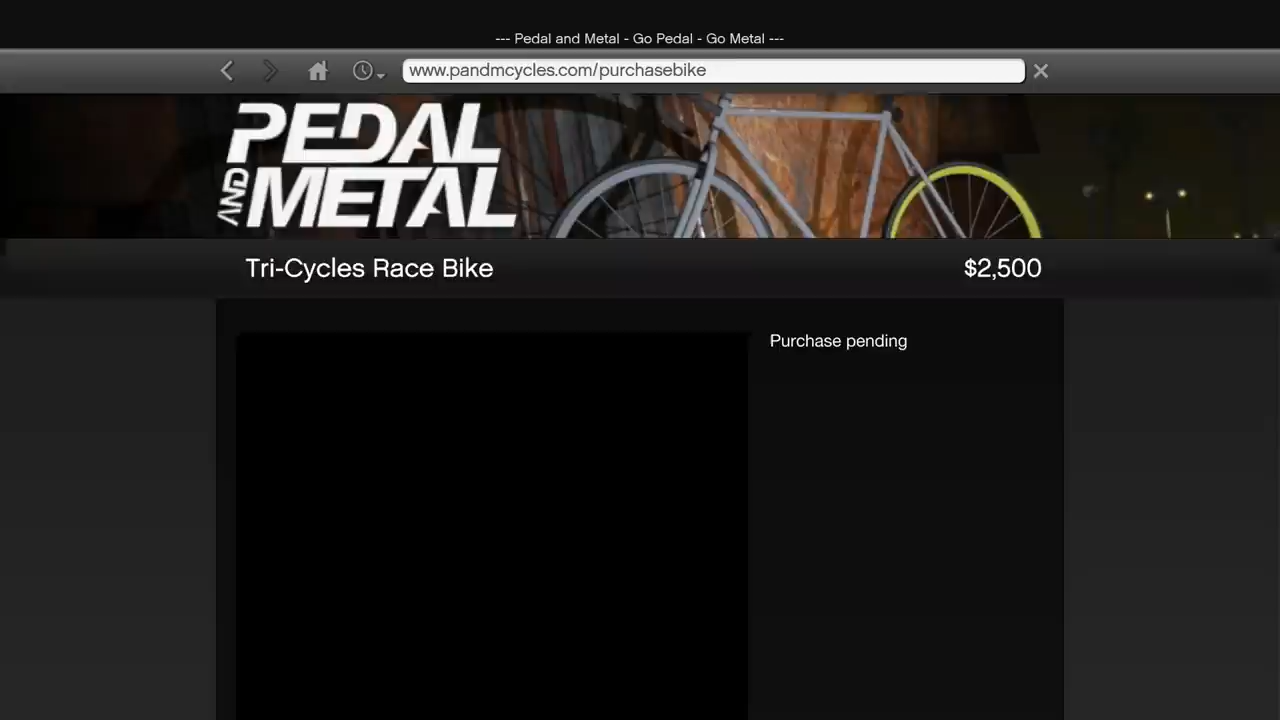 --- Pedal and Metal - Go Pedal - Go Metal ---
www.pandmcycles.com/purchasebike
PEDAL
AND METAL
Tri-Cycles Race Bike $2,500
Purchase pending